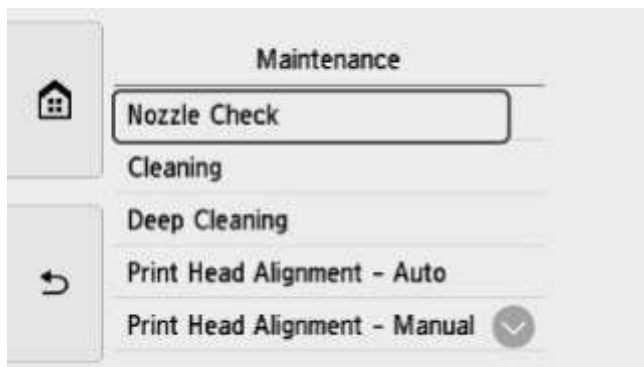 Maintenance
Nozzle Check
Cleaning
Deep Cleaning
Print Head Alignment – Auto
Print Head Alignment – Manual